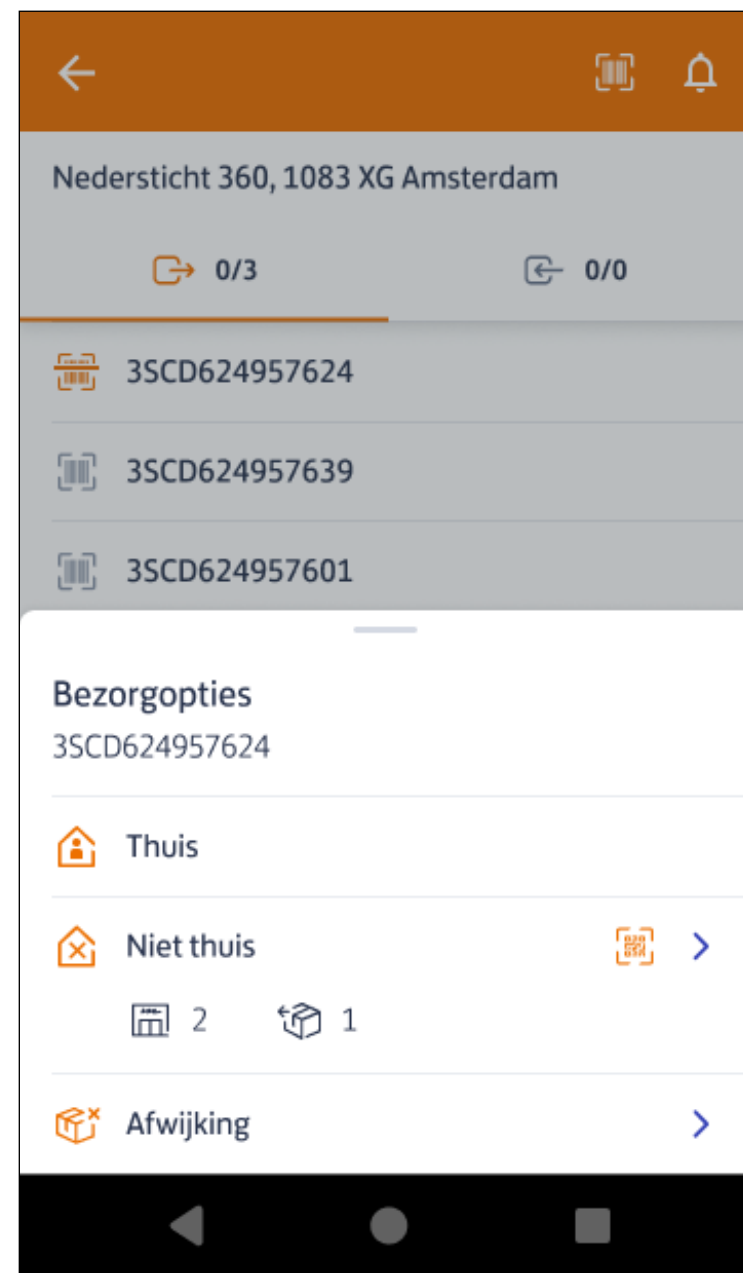 Nedersticht 360, 1083 XG Amsterdam
0/3 0/0
3SCD624957624
3SCD624957639
3SCD624957601
Bezorgopties
3SCD624957624
Thuis
Niet thuis
2 1
Afwijking